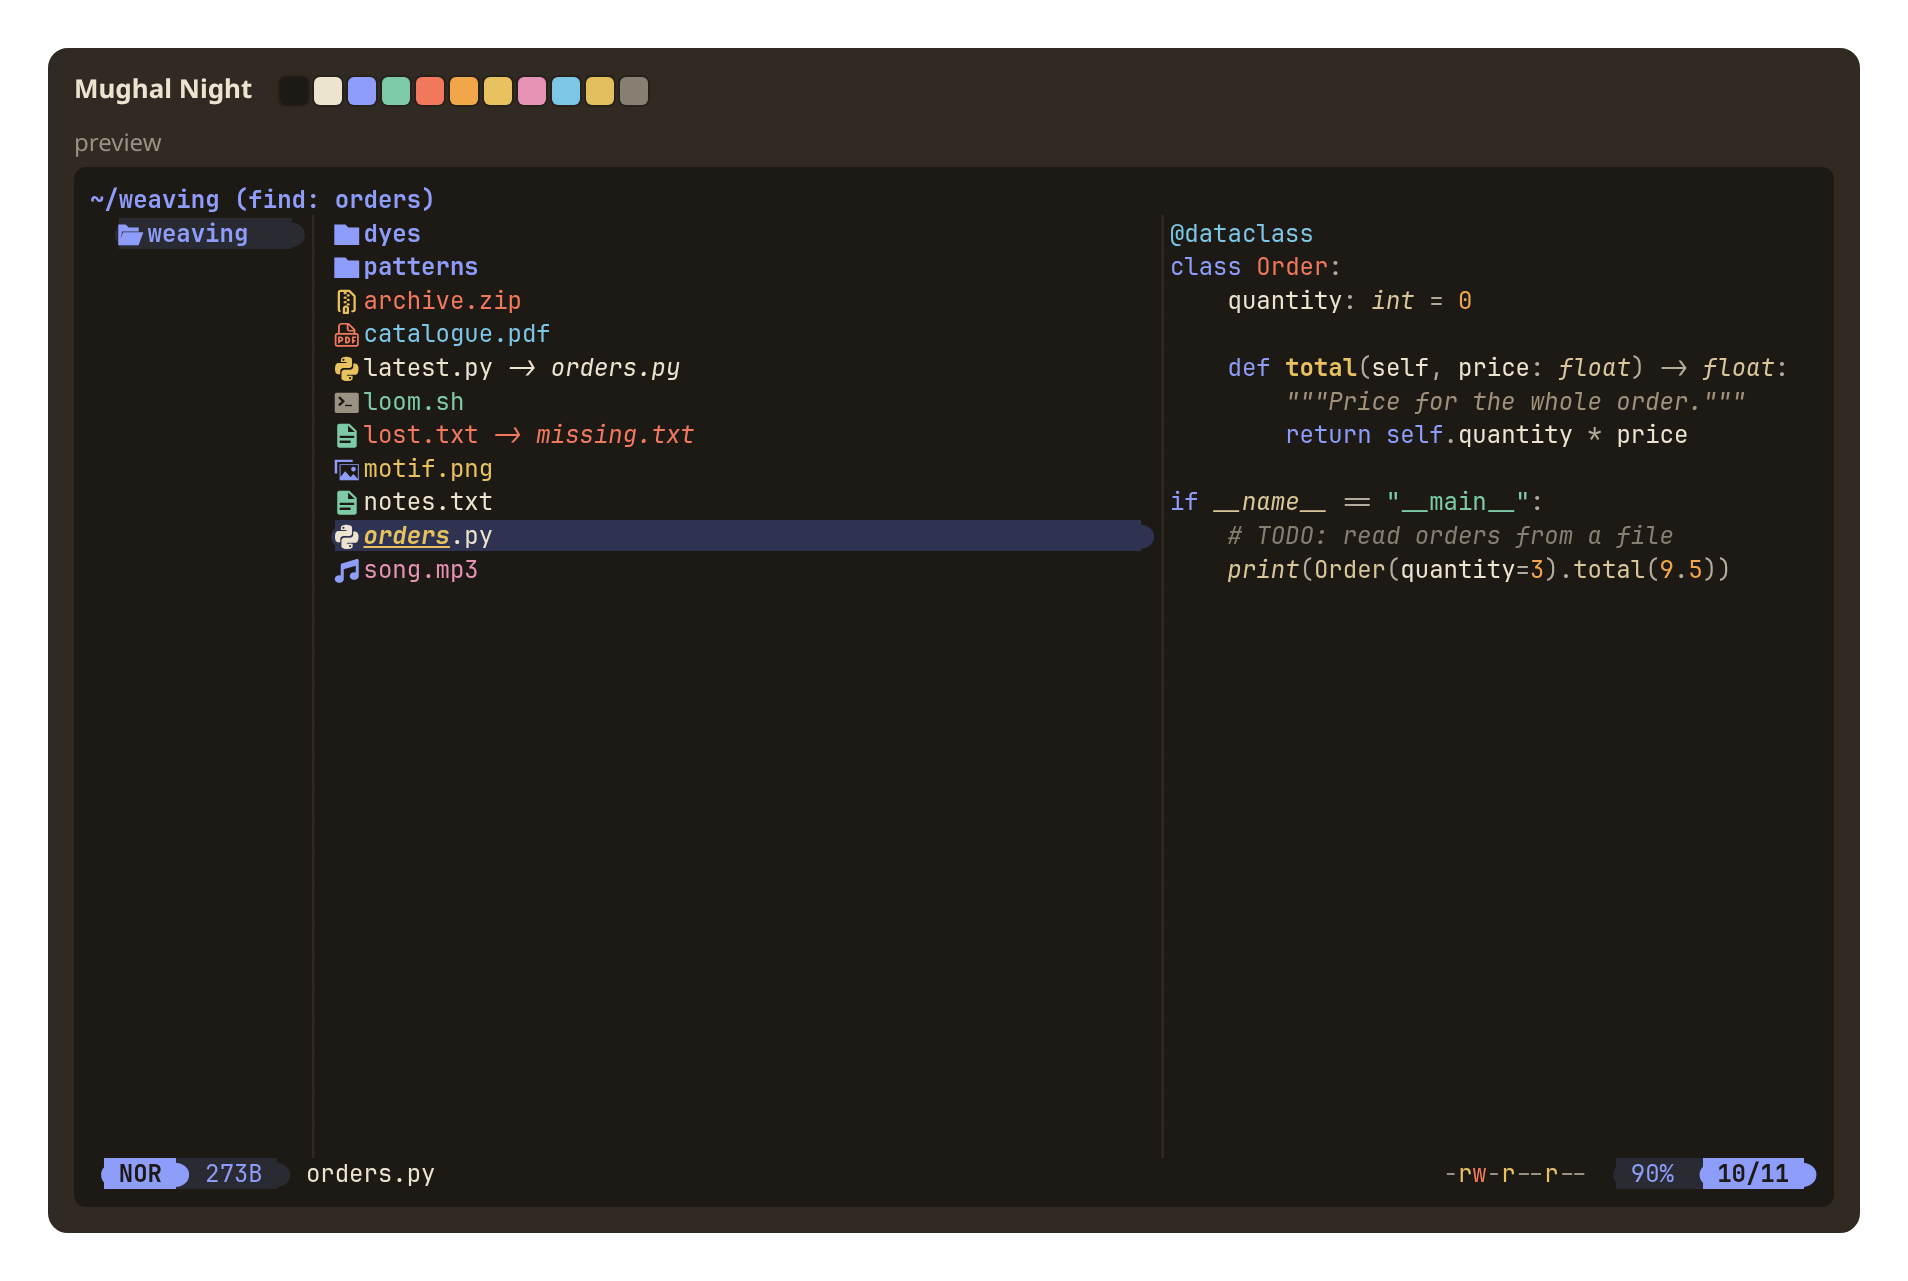 Mughal Night
preview
~/weaving (find: orders)
weaving
dyes
patterns
archive.zip
catalogue.pdf
latest.py -> orders.py
loom.sh
lost.txt -> missing.txt
motif.png
notes.txt
orders.py
song.mp3
@dataclass
class Order:
    quantity: int = 0
    def total(self, price: float) -> float:
        """Price for the whole order."""
        return self.quantity * price
if __name__ == "__main__":
    # TODO: read orders from a file
    print(Order(quantity=3).total(9.5))
NOR 273B orders.py -rw-r--r-- 90% 10/11